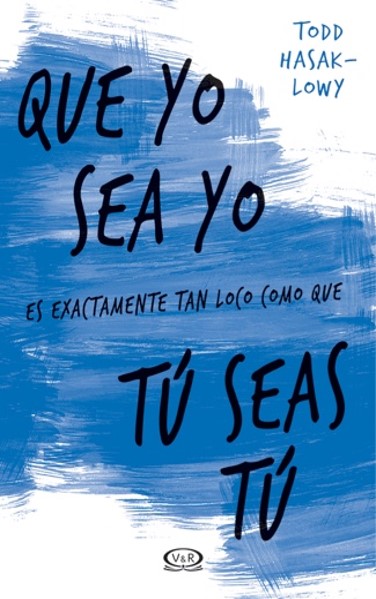 TODD
HASAK-
LOWY
QUE YO
SEA YO
ES EXACTAMENTE TAN LOCO COMO QUE
TÚ SEAS
TÚ
V&R